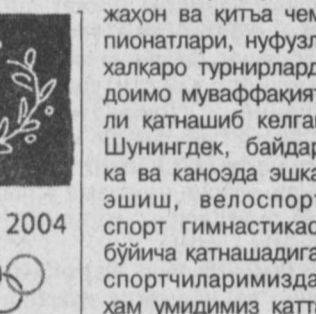 жаҳон ва қитъа чем
пионатлари, нуфузл
халқаро турнирлард
доимо муваффақият
ли қатнашиб келга
Шунингдек, байдар
ка ва каноэда эшка
эшиш, велоспорт
спорт гимнастикас
бўйича қатнашадига
спортчиларимизда
ҳам умидимиз катта
2004